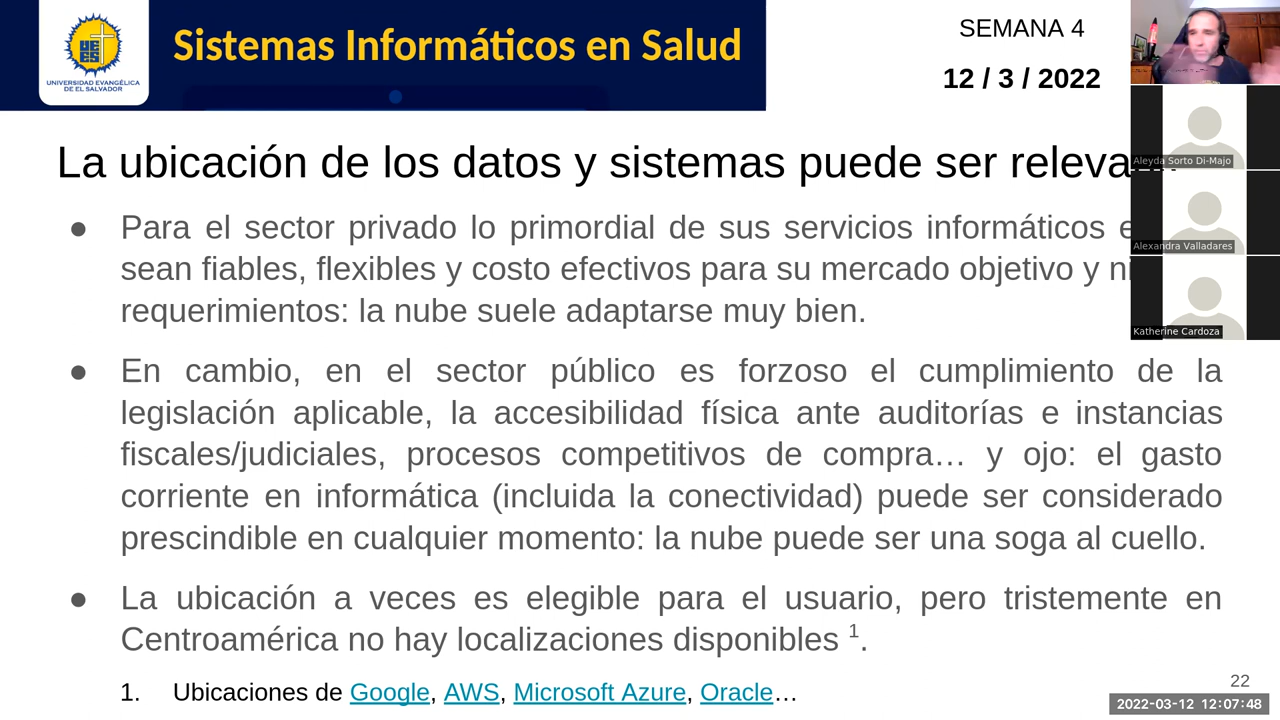 UNIVERSIDAD EVANGÉLICA
DE EL SALVADOR
Sistemas Informáticos en Salud
SEMANA 4
12 / 3 / 2022
La ubicación de los datos y sistemas puede ser
● Para el sector privado lo primordial de sus servicios informáticos
sean fiables, flexibles y costo efectivos para su mercado objetivo y
requerimientos: la nube suele adaptarse muy bien.
● En cambio, en el sector público es forzoso el cumplimiento de la
legislación aplicable, la accesibilidad física ante auditorías e instancias
fiscales/judiciales, procesos competitivos de compra… y ojo: el gasto
corriente en informática (incluida la conectividad) puede ser considerado
prescindible en cualquier momento: la nube puede ser una soga al cuello.
● La ubicación a veces es elegible para el usuario, pero tristemente en
Centroamérica no hay localizaciones disponibles 1.
1. Ubicaciones de Google, AWS, Microsoft Azure, Oracle…
Aleyda Sorto Di-Majo
Alexandra Valladares
Katherine Cardoza
22
2022-03-12 12:07:48